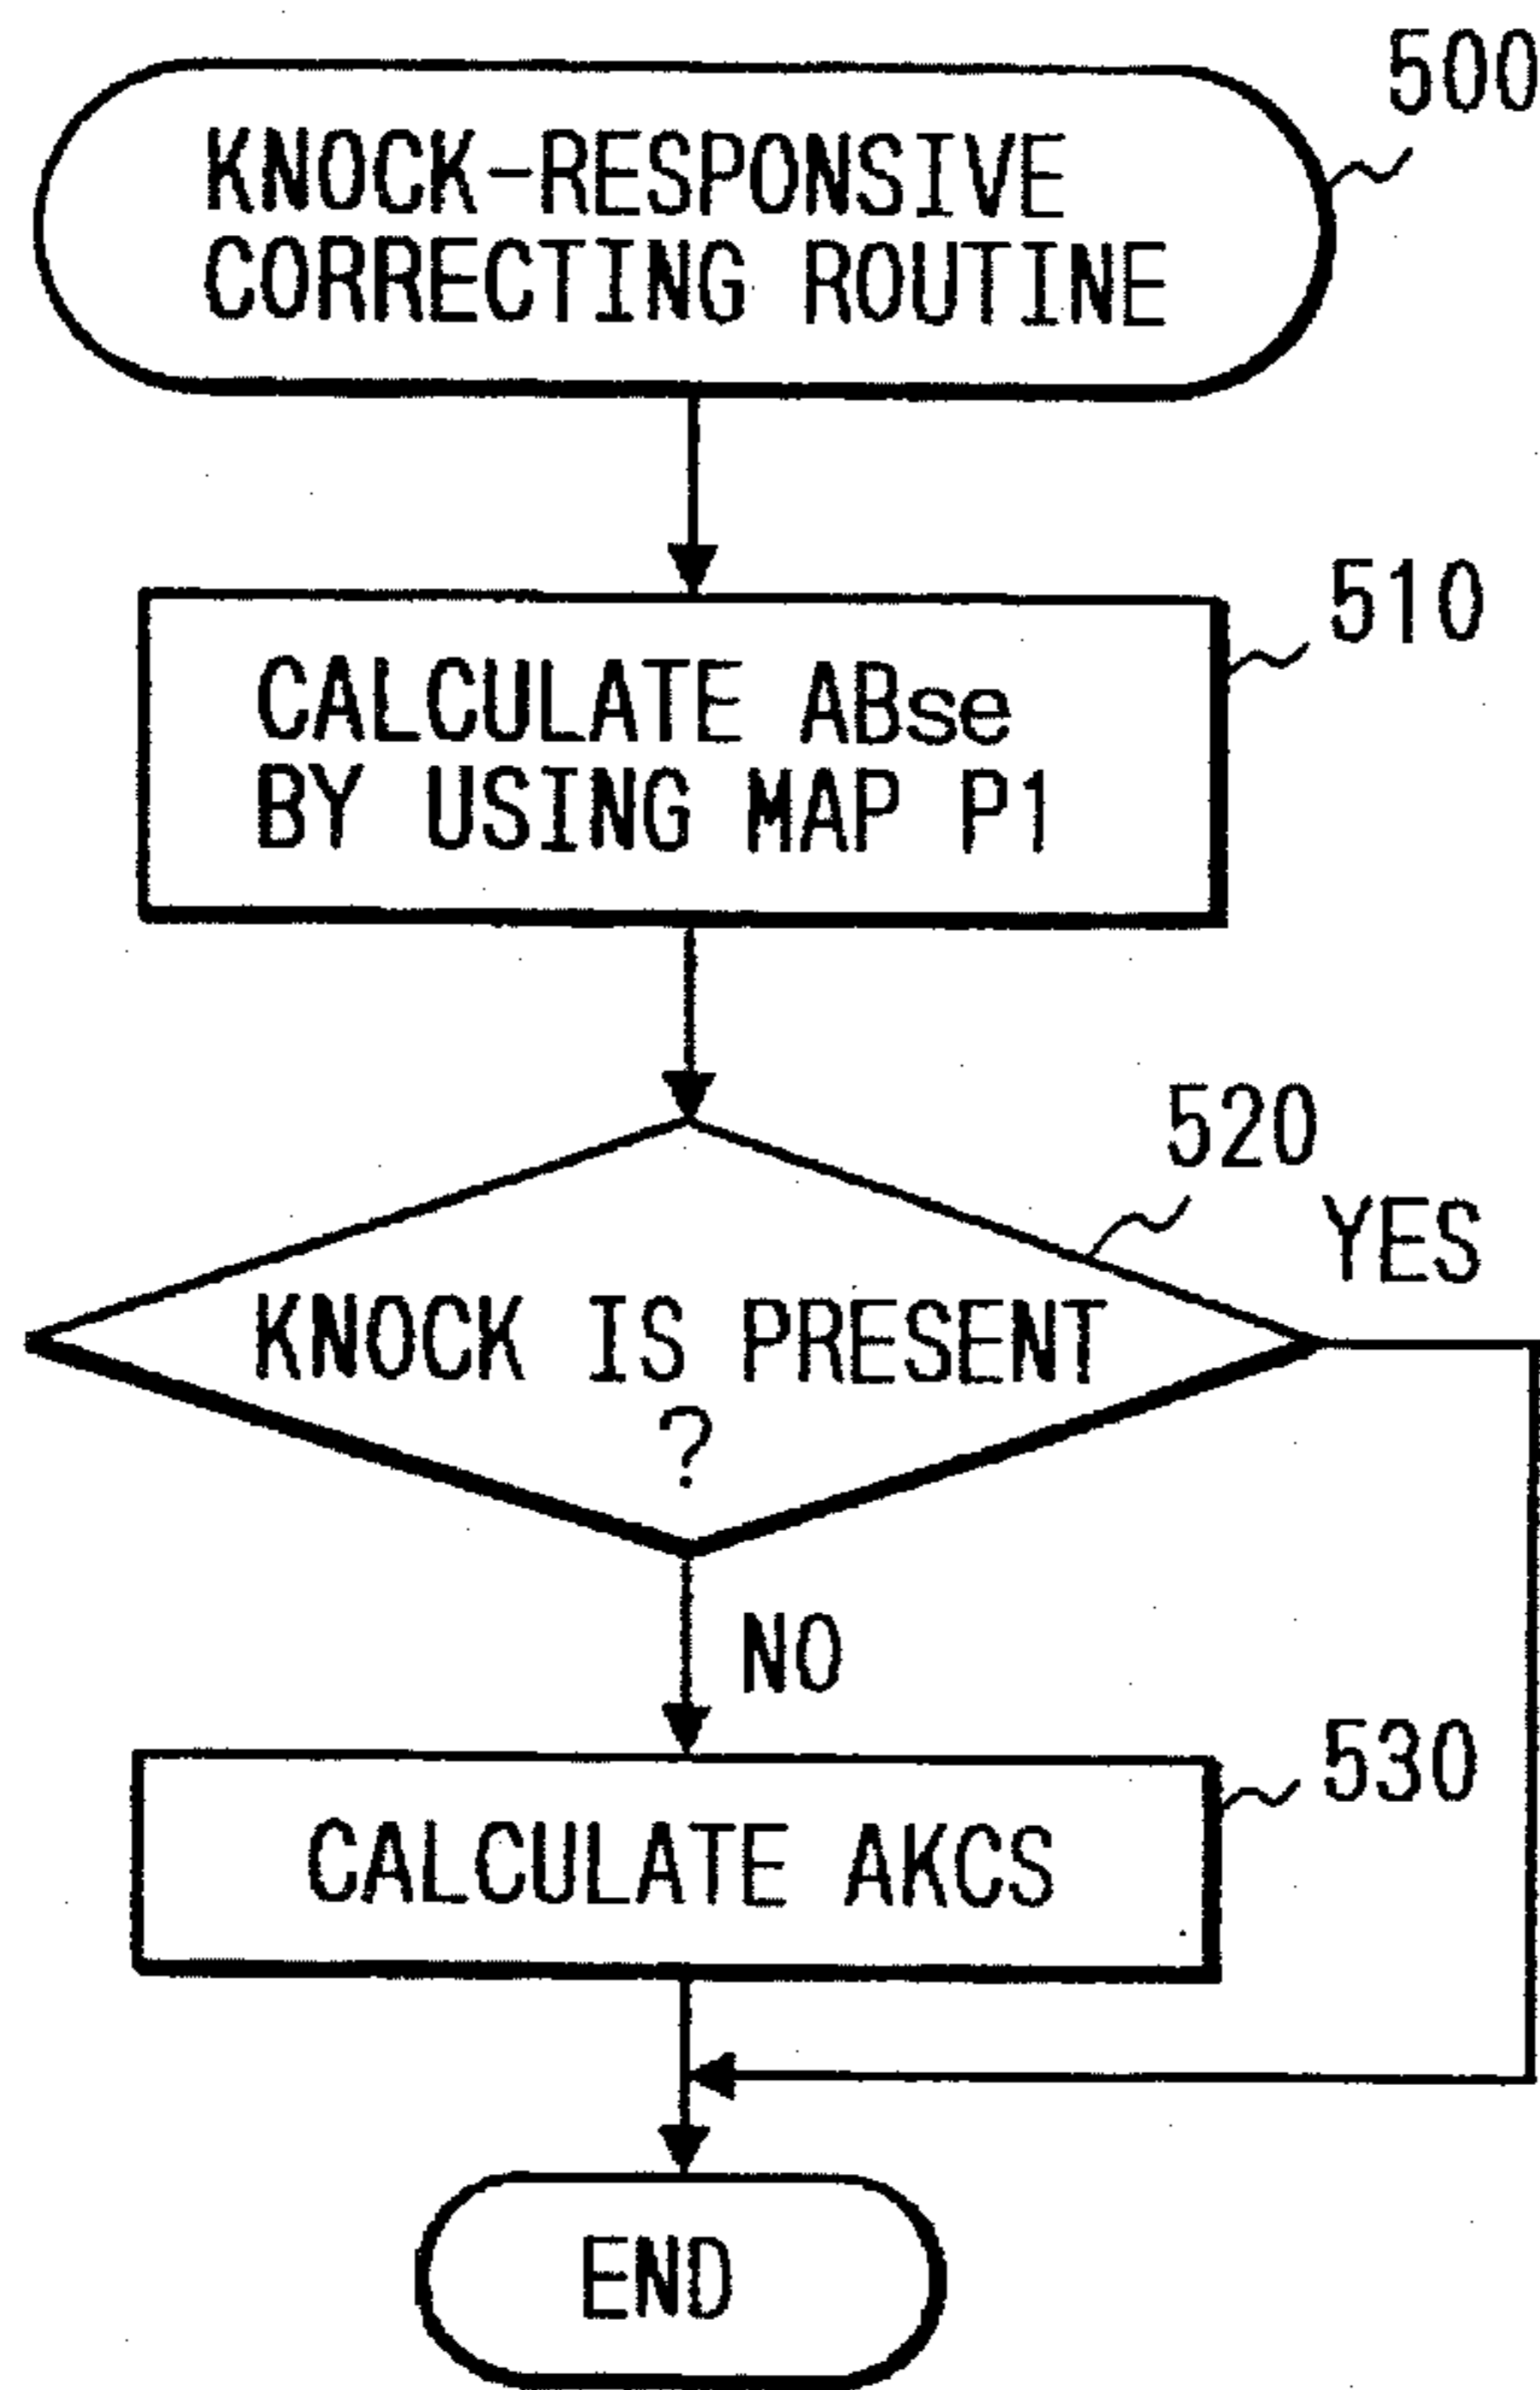 500
KNOCK-RESPONSIVE
CORRECTING ROUTINE
510
CALCULATE ABse
BY USING MAP P1
520
YES
KNOCK IS PRESENT
?
NO
530
CALCULATE AKCS
END